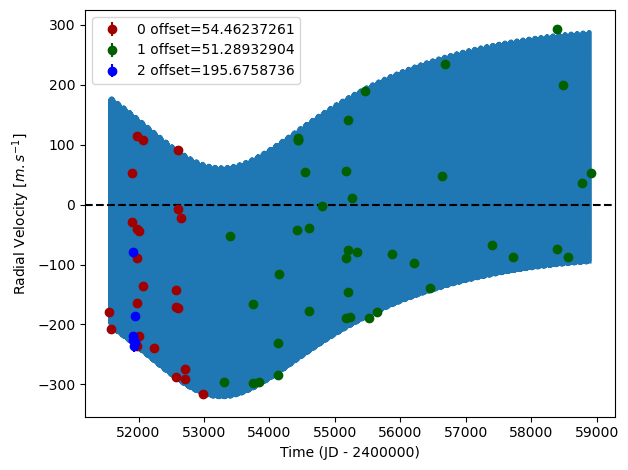 0 offset=54.46237261
1 offset=51.28932904
2 offset=195.6758736
300
200
100
0
−100
−200
−300
Radial Velocity [m.s⁻¹]
52000 53000 54000 55000 56000 57000 58000 59000
Time (JD - 2400000)